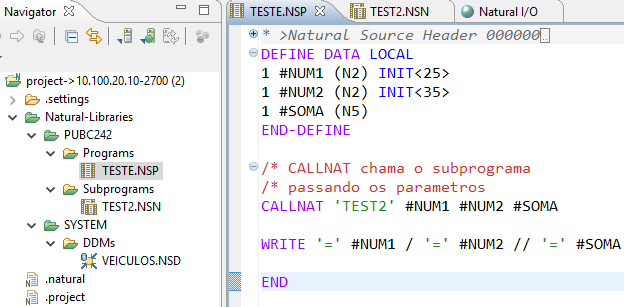 Navigator
project->10.100.20.10-2700 (2)
.settings
Natural-Libraries
PUBC242
Programs
TESTE.NSP
Subprograms
TEST2.NSN
SYSTEM
DDMs
VEICULOS.NSD
.natural
.project
TESTE.NSP TEST2.NSN Natural I/O
* >Natural Source Header 000000
DEFINE DATA LOCAL
1 #NUM1 (N2) INIT<25>
1 #NUM2 (N2) INIT<35>
1 #SOMA (N5)
END-DEFINE
/* CALLNAT chama o subprograma
/* passando os parametros
CALLNAT 'TEST2' #NUM1 #NUM2 #SOMA
WRITE '=' #NUM1 / '=' #NUM2 // '=' #SOMA
END